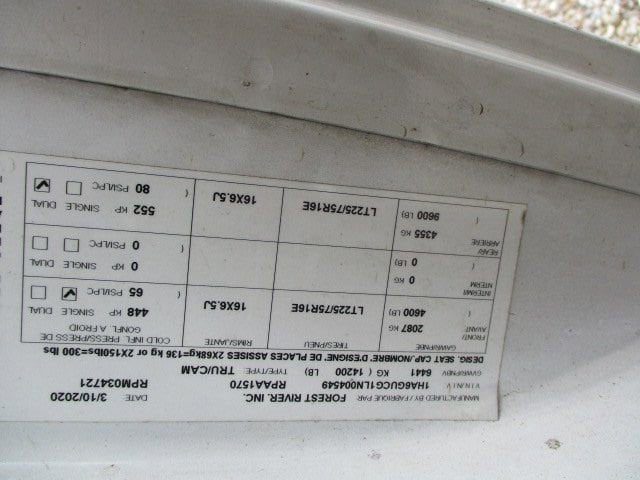 MANUFACTURED BY / FABRIQUE PAR FOREST RIVER, INC. DATE 3/10/2020
V I N / N I V 1HA6GUCG1LN004549 RPAA1570 RPM034721
GVWR/PNBV 6441 KG ( 14200 LB) TYPE/TYPE: TRU/CAM
DESIG. SEAT CAP./NOMBRE DE PLACES ASSISES DE'DESIGNE. 2X68kg=136 kg or 2X150lbs=300 lbs
GAWR/PNBE TIRES/PNEU RIMS/JANTE COLD INFL PRESS/PRESS DE GONFL A FROID
FRONT/ AVANT 2087 KG LT225/75R16E 16X6.5J 448 KP SINGLE DUAL
( 4600 LB) ( 65 PSI/LPC
INTERM/ INTERM 0 KG 0 KP SINGLE DUAL
( 0 LB) ( 0 PSI/LPC
REAR/ ARRIERE 4355 KG LT225/75R16E 16X6.5J 552 KP SINGLE DUAL
( 9600 LB) ( 80 PSI/LPC